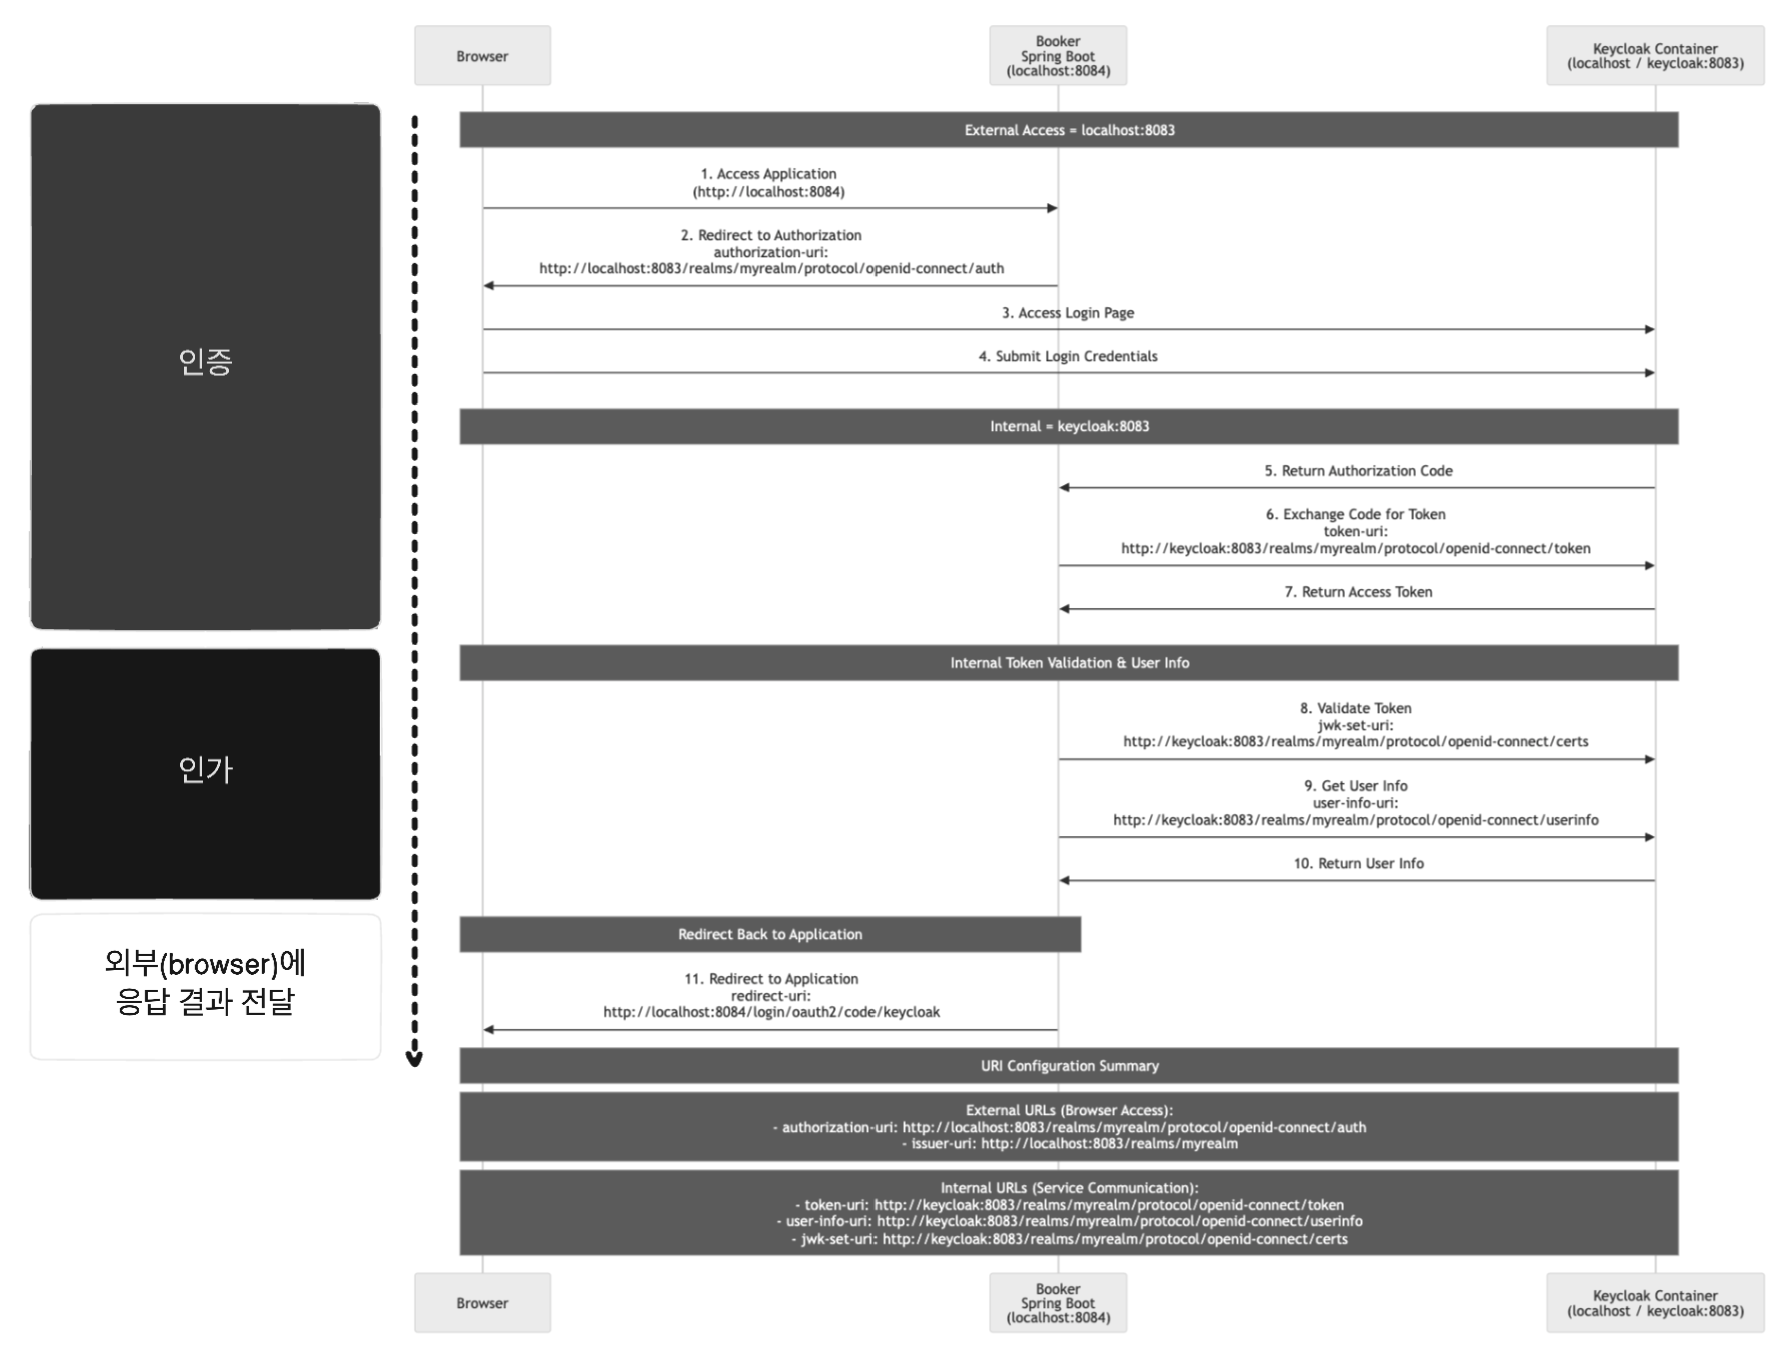 Browser
Booker
Spring Boot
(localhost:8084)
Keycloak Container
(localhost / keycloak:8083)
인증
인가
외부(browser)에
응답 결과 전달
External Access = localhost:8083
1. Access Application
(http://localhost:8084)
2. Redirect to Authorization
authorization-uri:
http://localhost:8083/realms/myrealm/protocol/openid-connect/auth
3. Access Login Page
4. Submit Login Credentials
Internal = keycloak:8083
5. Return Authorization Code
6. Exchange Code for Token
token-uri:
http://keycloak:8083/realms/myrealm/protocol/openid-connect/token
7. Return Access Token
Internal Token Validation & User Info
8. Validate Token
jwk-set-uri:
http://keycloak:8083/realms/myrealm/protocol/openid-connect/certs
9. Get User Info
user-info-uri:
http://keycloak:8083/realms/myrealm/protocol/openid-connect/userinfo
10. Return User Info
Redirect Back to Application
11. Redirect to Application
redirect-uri:
http://localhost:8084/login/oauth2/code/keycloak
URI Configuration Summary
External URLs (Browser Access):
- authorization-uri: http://localhost:8083/realms/myrealm/protocol/openid-connect/auth
- issuer-uri: http://localhost:8083/realms/myrealm
Internal URLs (Service Communication):
- token-uri: http://keycloak:8083/realms/myrealm/protocol/openid-connect/token
- user-info-uri: http://keycloak:8083/realms/myrealm/protocol/openid-connect/userinfo
- jwk-set-uri: http://keycloak:8083/realms/myrealm/protocol/openid-connect/certs
Browser
Booker
Spring Boot
(localhost:8084)
Keycloak Container
(localhost / keycloak:8083)